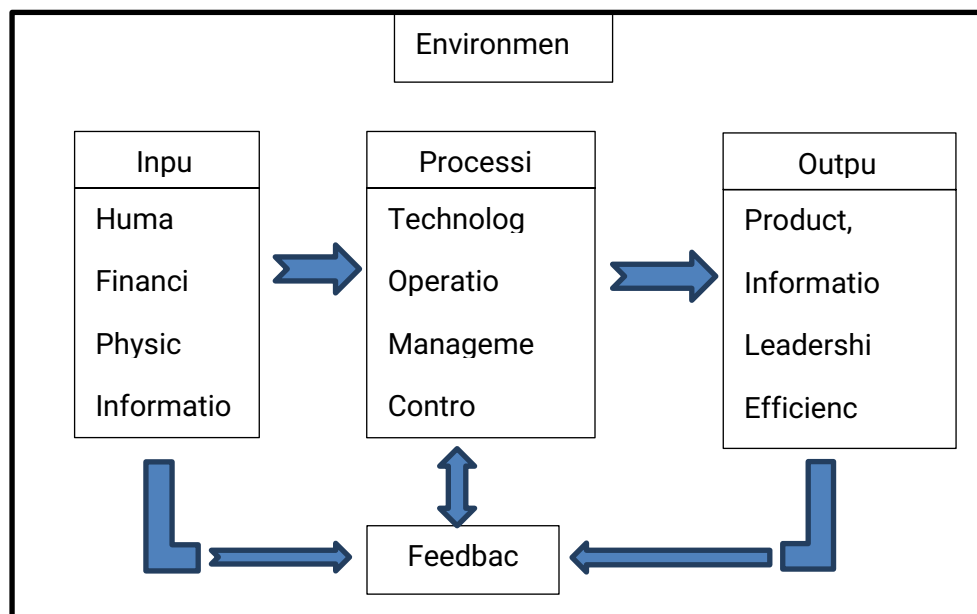 Environmen
Inpu
Huma
Financi
Physic
Informatio
Processi
Technolog
Operatio
Manageme
Contro
Outpu
Product,
Informatio
Leadershi
Efficienc
Feedbac